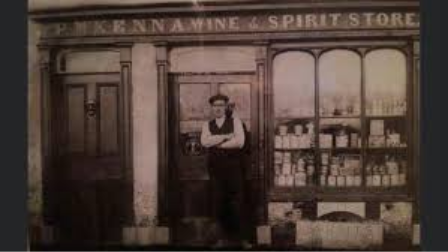 P. McKENNA WINE & SPIRIT STORE.